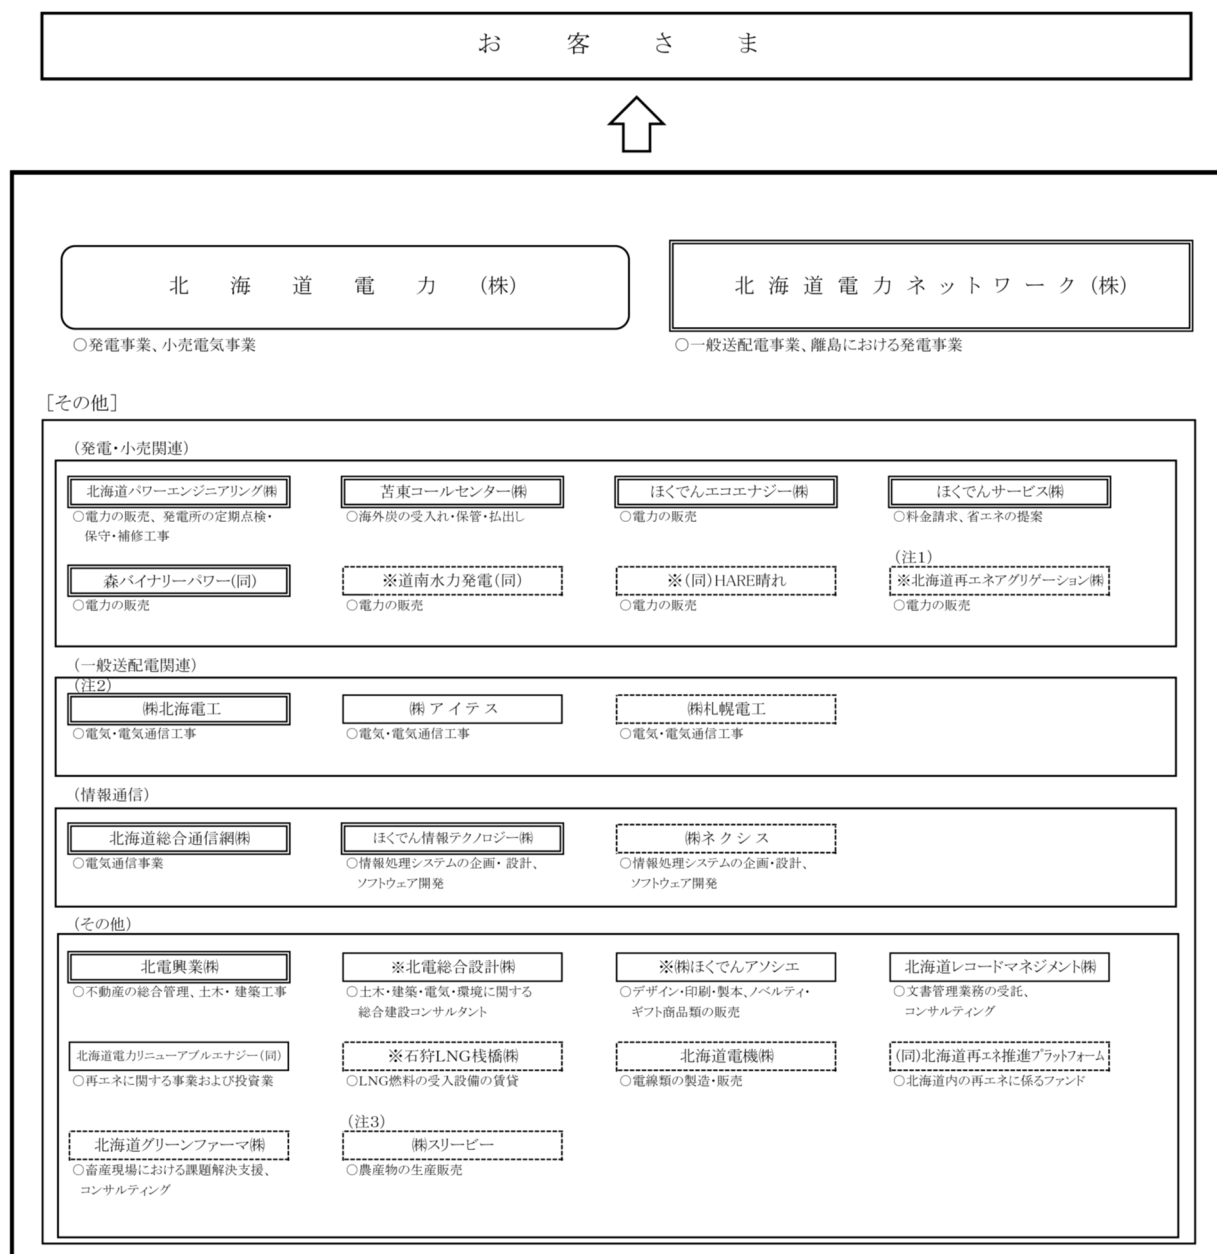 お客さま
北海道電力(株)
北海道電力ネットワーク(株)
○発電事業、小売電気事業
○一般送配電事業、離島における発電事業
[その他]
(発電・小売関連)
北海道パワーエンジニアリング㈱
苫東コールセンター㈱
ほくでんエコエナジー㈱
ほくでんサービス㈱
○電力の販売、発電所の定期点検・
保守・補修工事
○海外炭の受入れ・保管・払出し
○電力の販売
○料金請求、省エネの提案
(注1)
森バイナリーパワー(同)
※道南水力発電(同)
※(同)HARE晴れ
※北海道再エネアグリゲーション㈱
○電力の販売
○電力の販売
○電力の販売
○電力の販売
(一般送配電関連)
(注2)
㈱北海電工
㈱アイテス
㈱札幌電工
○電気・電気通信工事
○電気・電気通信工事
○電気・電気通信工事
(情報通信)
北海道総合通信網㈱
ほくでん情報テクノロジー㈱
㈱ネクシス
○電気通信事業
○情報処理システムの企画・設計、
ソフトウェア開発
○情報処理システムの企画・設計、
ソフトウェア開発
(その他)
北電興業㈱
※北電総合設計㈱
※㈱ほくでんアソシエ
北海道レコードマネジメント㈱
○不動産の総合管理、土木・建築工事
○土木・建築・電気・環境に関する
総合建設コンサルタント
○デザイン・印刷・製本、ノベルティ・
ギフト商品類の販売
○文書管理業務の受託、
コンサルティング
北海道電力リニューアブルエナジー(同)
※石狩LNG桟橋㈱
北海道電機㈱
(同)北海道再エネ推進プラットフォーム
○再エネに関する事業および投資業
○LNG燃料の受入設備の賃貸
○電線類の製造・販売
○北海道内の再エネに係るファンド
(注3)
北海道グリーンファーマ㈱
㈱スリービー
○畜産現場における課題解決支援、
コンサルティング
○農産物の生産販売